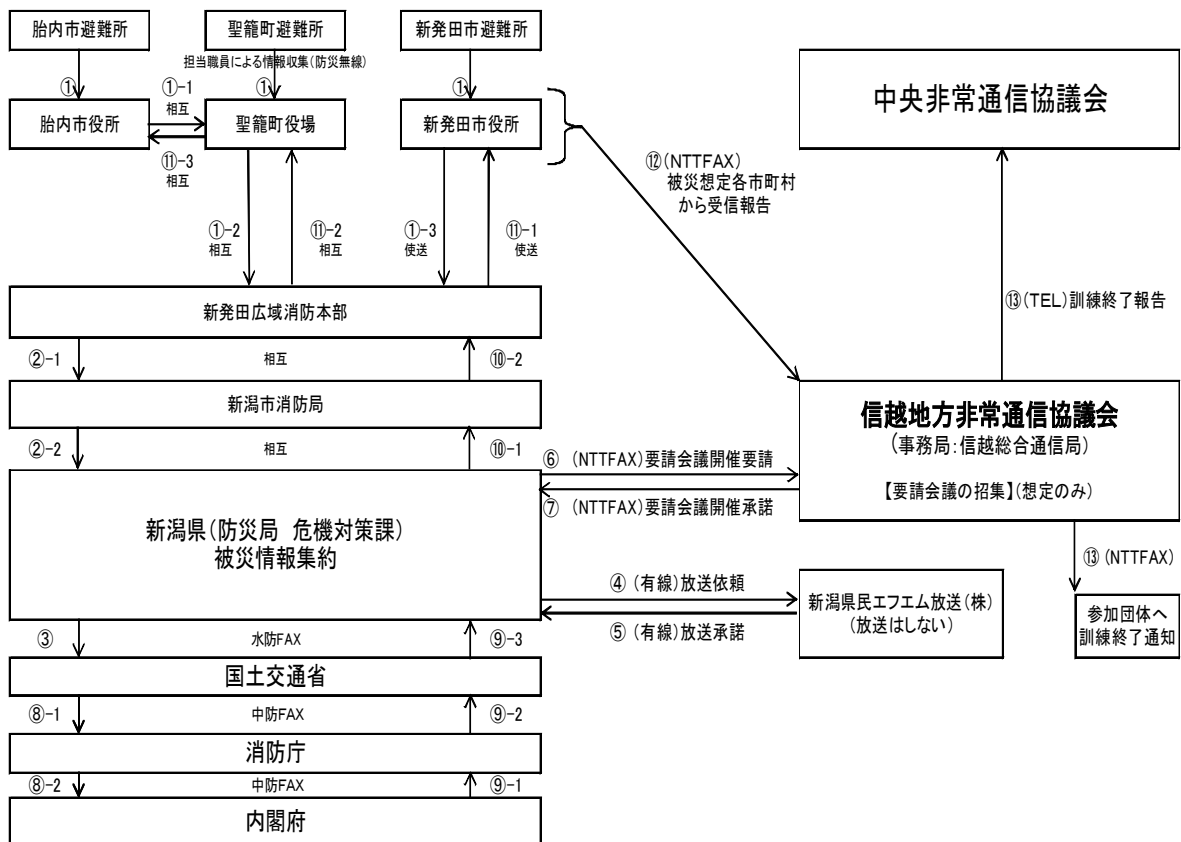 胎内市避難所
聖籠町避難所
新発田市避難所
担当職員による情報収集(防災無線)
①
①-1
相互
①
①
胎内市役所
聖籠町役場
新発田市役所
中央非常通信協議会
⑪-3
相互
⑫(NTTFAX)
被災想定各市町村
から受信報告
①-2
相互
⑪-2
相互
①-3
使送
⑪-1
使送
新発田広域消防本部
⑬(TEL)訓練終了報告
②-1
相互
⑩-2
新潟市消防局
信越地方非常通信協議会
(事務局:信越総合通信局)
【要請会議の招集】(想定のみ)
②-2
相互
⑩-1
⑥ (NTTFAX)要請会議開催要請
⑦ (NTTFAX)要請会議開催承諾
新潟県(防災局 危機対策課)
被災情報集約
⑬(NTTFAX)
④ (有線)放送依頼
⑤ (有線)放送承諾
新潟県民エフエム放送(株)
(放送はしない)
参加団体へ
訓練終了通知
③
水防FAX
⑨-3
国土交通省
⑧-1
中防FAX
⑨-2
消防庁
⑧-2
中防FAX
⑨-1
内閣府